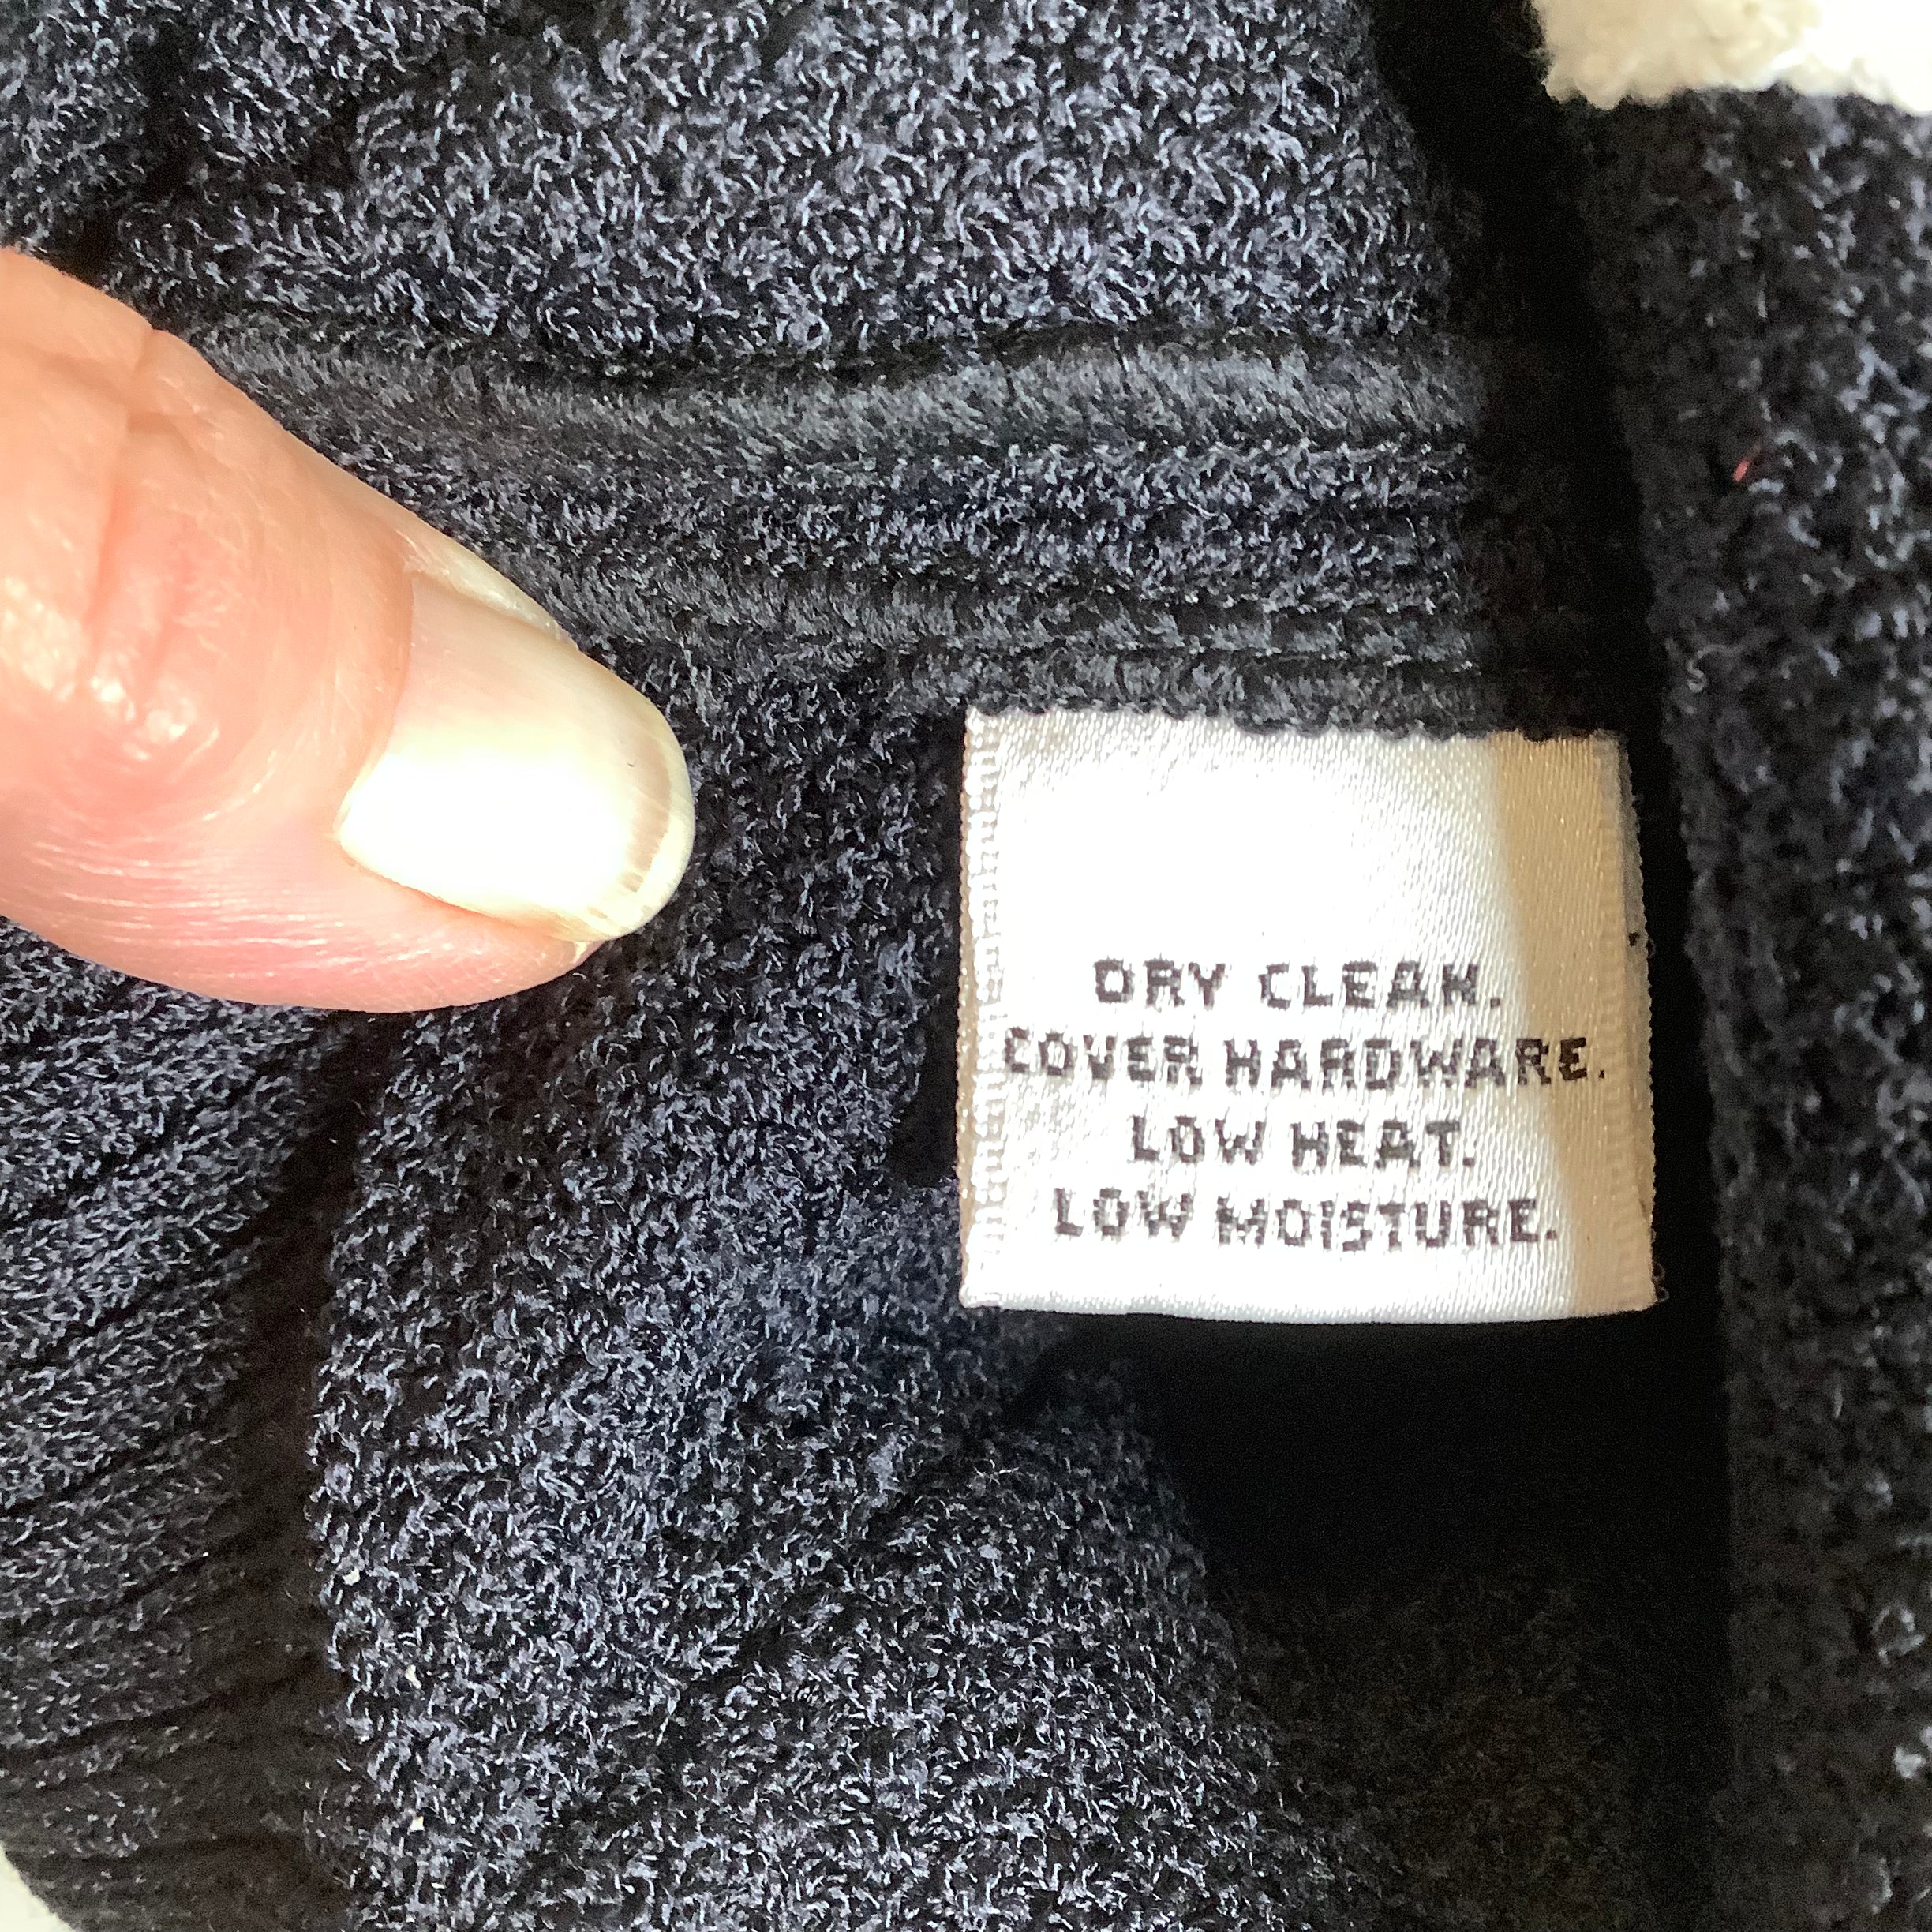 DRY CLEAN.
COVER HARDWARE.
LOW HEAT.
LOW MOISTURE.